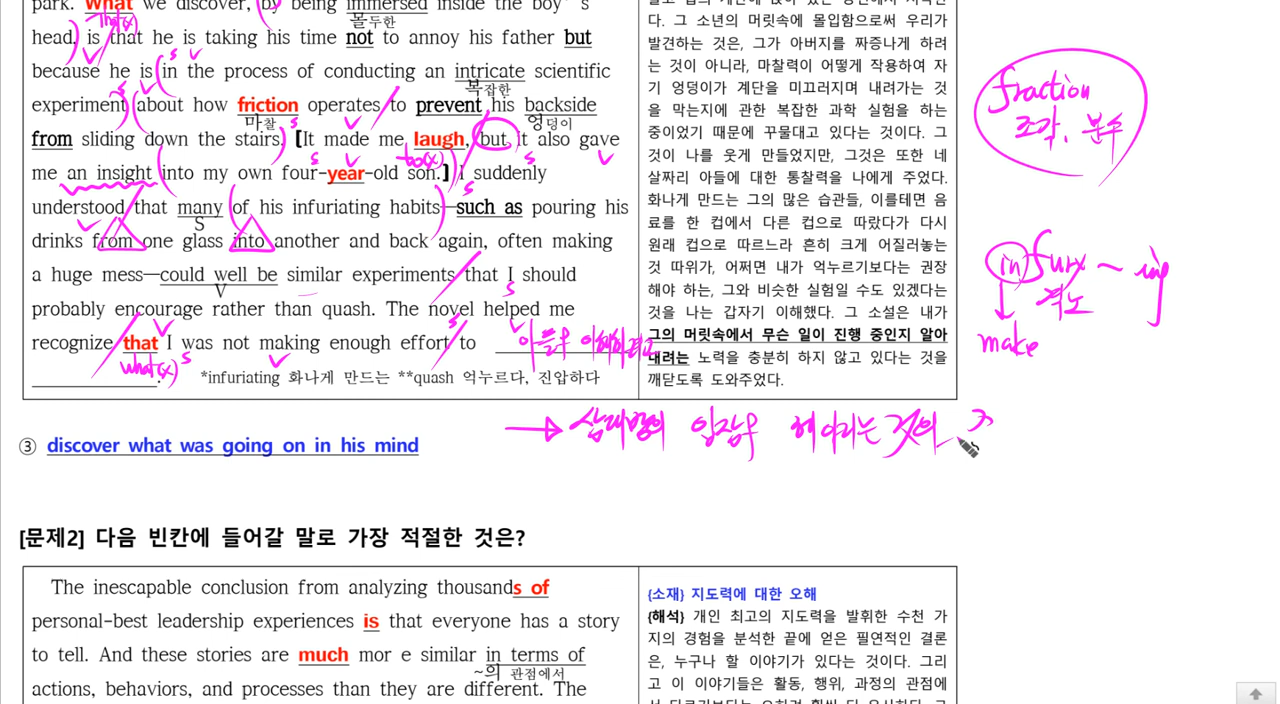 park. What we discover, by being immersed inside the boy's
that(x) 몰두한
head, is that he is taking his time not to annoy his father but
because he is in the process of conducting an intricate scientific
복잡한
experiment about how friction operates to prevent his backside
마찰 엉덩이
from sliding down the stairs. [It made me laugh, but it also gave
to(x)
me an insight into my own four-year-old son.] I suddenly
understood that many of his infuriating habits—such as pouring his
S
drinks from one glass into another and back again, often making
a huge mess—could well be similar experiments that I should
V
probably encourage rather than quash. The novel helped me
recognize that I was not making enough effort to
what(x)
*infuriating 화나게 만드는 **quash 억누르다, 진압하다
다. 그 소년의 머릿속에 몰입함으로써 우리가
발견하는 것은, 그가 아버지를 짜증나게 하려
는 것이 아니라, 마찰력이 어떻게 작용하여 자
기 엉덩이가 계단을 미끄러지며 내려가는 것
을 막는지에 관한 복잡한 과학 실험을 하는
중이었기 때문에 꾸물대고 있다는 것이다. 그
것이 나를 웃게 만들었지만, 그것은 또한 네
살짜리 아들에 대한 통찰력을 나에게 주었다.
화나게 만드는 그의 많은 습관들, 이를테면 음
료를 한 컵에서 다른 컵으로 따랐다가 다시
원래 컵으로 따르느라 흔히 크게 어질러놓는
것 따위가, 어쩌면 내가 억누르기보다는 권장
해야 하는, 그와 비슷한 실험일 수도 있겠다는
것을 나는 갑자기 이해했다. 그 소설은 내가
그의 머릿속에서 무슨 일이 진행 중인지 알아
내려는 노력을 충분히 하지 않고 있다는 것을
깨닫도록 도와주었다.
fraction
조각, 분수
in fury ~ ing
격노
make
→ 상대방의 입장을 헤아리는 것의
③ discover what was going on in his mind
[문제2] 다음 빈칸에 들어갈 말로 가장 적절한 것은?
The inescapable conclusion from analyzing thousands of
personal-best leadership experiences is that everyone has a story
to tell. And these stories are much mor e similar in terms of
~의 관점에서
actions, behaviors, and processes than they are different. The
{소재} 지도력에 대한 오해
{해석} 개인 최고의 지도력을 발휘한 수천 가
지의 경험을 분석한 끝에 얻은 필연적인 결론
은, 누구나 할 이야기가 있다는 것이다. 그리
고 이 이야기들은 활동, 행위, 과정의 관점에